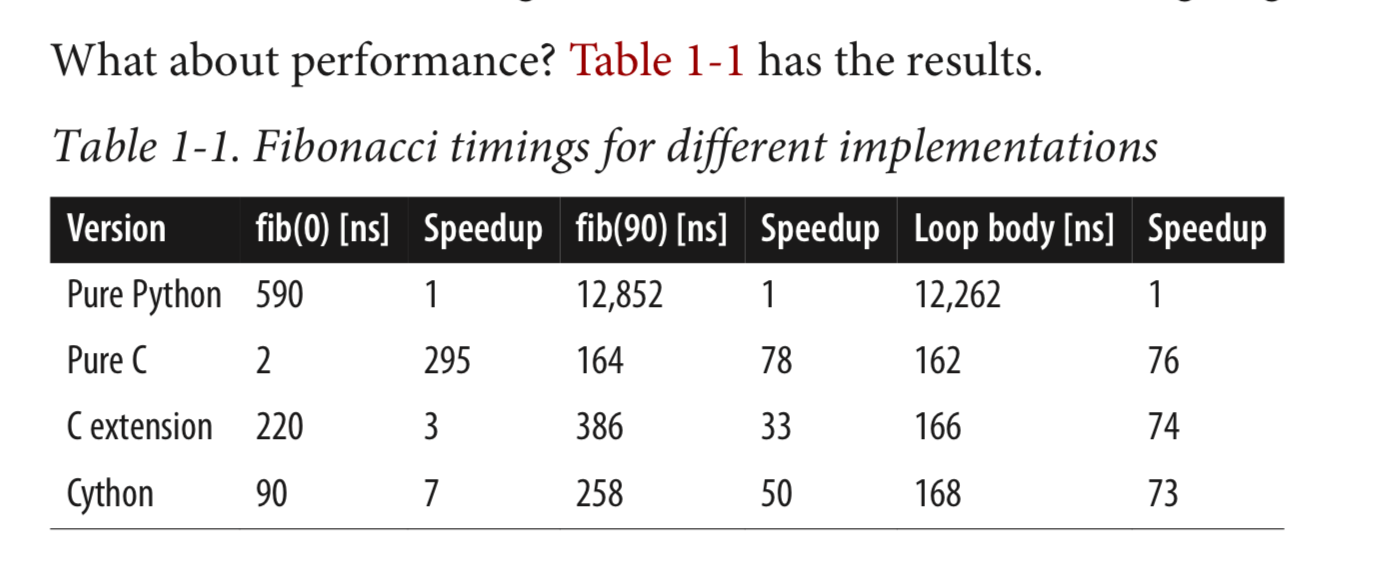 What about performance? Table 1-1 has the results.
Table 1-1. Fibonacci timings for different implementations
Version fib(0) [ns] Speedup fib(90) [ns] Speedup Loop body [ns] Speedup
Pure Python 590 1 12,852 1 12,262 1
Pure C 2 295 164 78 162 76
C extension 220 3 386 33 166 74
Cython 90 7 258 50 168 73